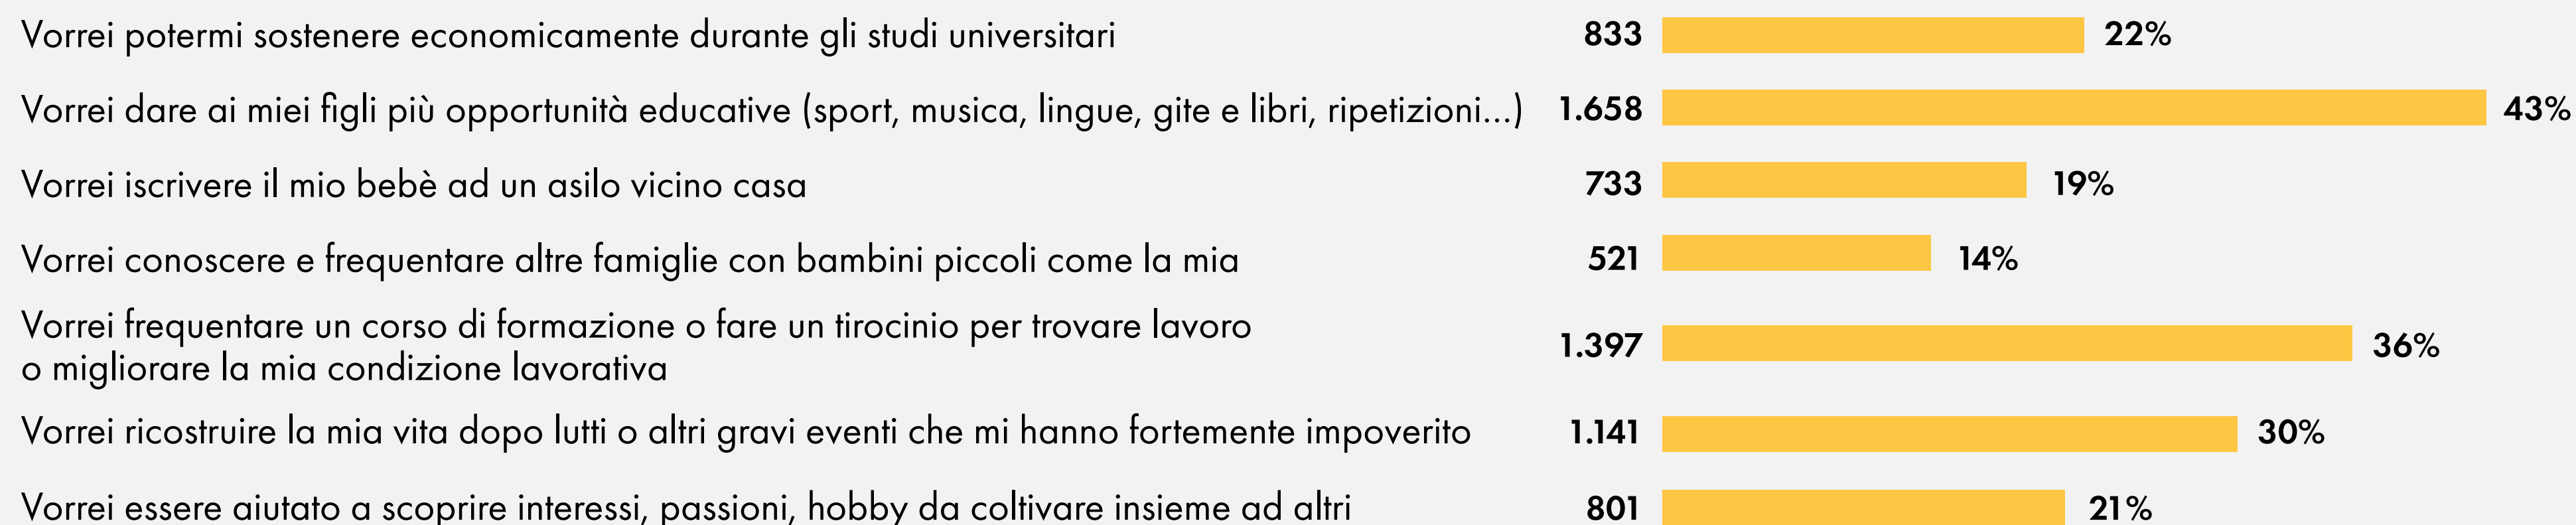 Vorrei potermi sostenere economicamente durante gli studi universitari 833 22%
Vorrei dare ai miei figli più opportunità educative (sport, musica, lingue, gite e libri, ripetizioni...) 1.658 43%
Vorrei iscrivere il mio bebè ad un asilo vicino casa 733 19%
Vorrei conoscere e frequentare altre famiglie con bambini piccoli come la mia 521 14%
Vorrei frequentare un corso di formazione o fare un tirocinio per trovare lavoro
o migliorare la mia condizione lavorativa 1.397 36%
Vorrei ricostruire la mia vita dopo lutti o altri gravi eventi che mi hanno fortemente impoverito 1.141 30%
Vorrei essere aiutato a scoprire interessi, passioni, hobby da coltivare insieme ad altri 801 21%